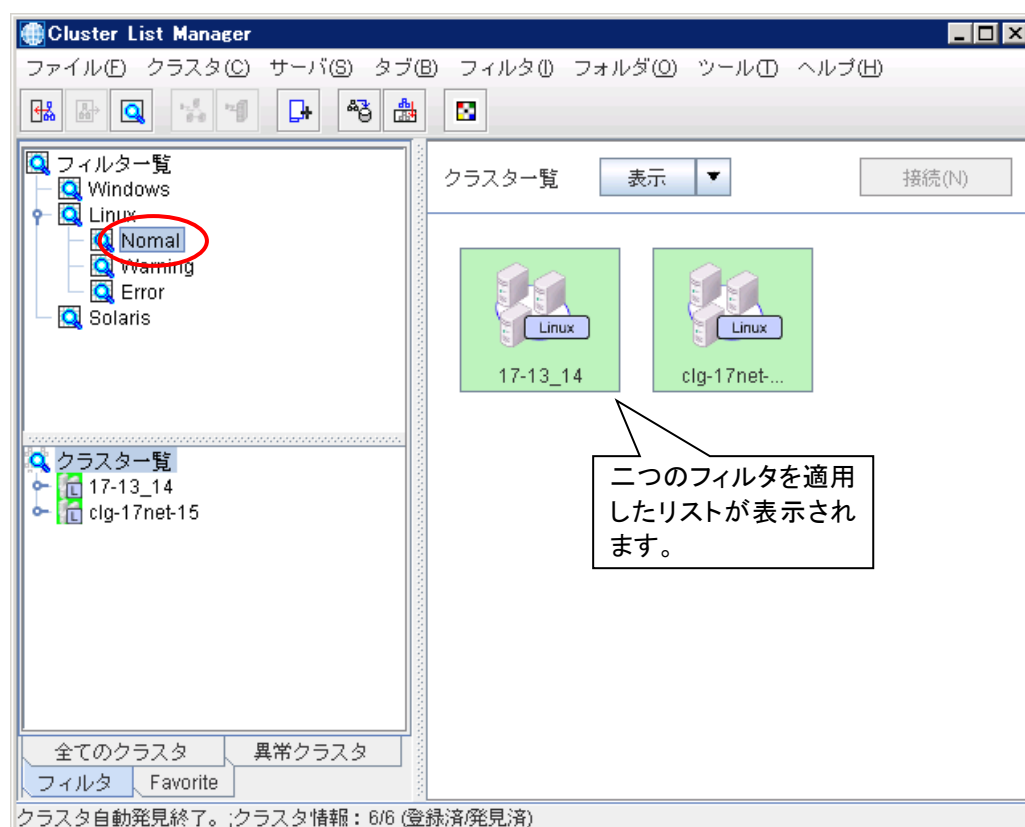 Cluster List Manager
ファイル(F) クラスタ(C) サーバ(S) タブ(B) フィルタ(I) フォルダ(O) ツール(T) ヘルプ(H)
フィルター覧
Windows
Linux
Nomal
Warning
Error
Solaris
クラスター覧
17-13_14
clg-17net-15
全てのクラスタ 異常クラスタ
フィルタ Favorite
クラスター覧 表示 接続(N)
Linux Linux
17-13_14 clg-17net-...
二つのフィルタを適用
したリストが表示され
ます。
クラスタ自動発見終了。;クラスタ情報：6/6 (登録済/発見済)